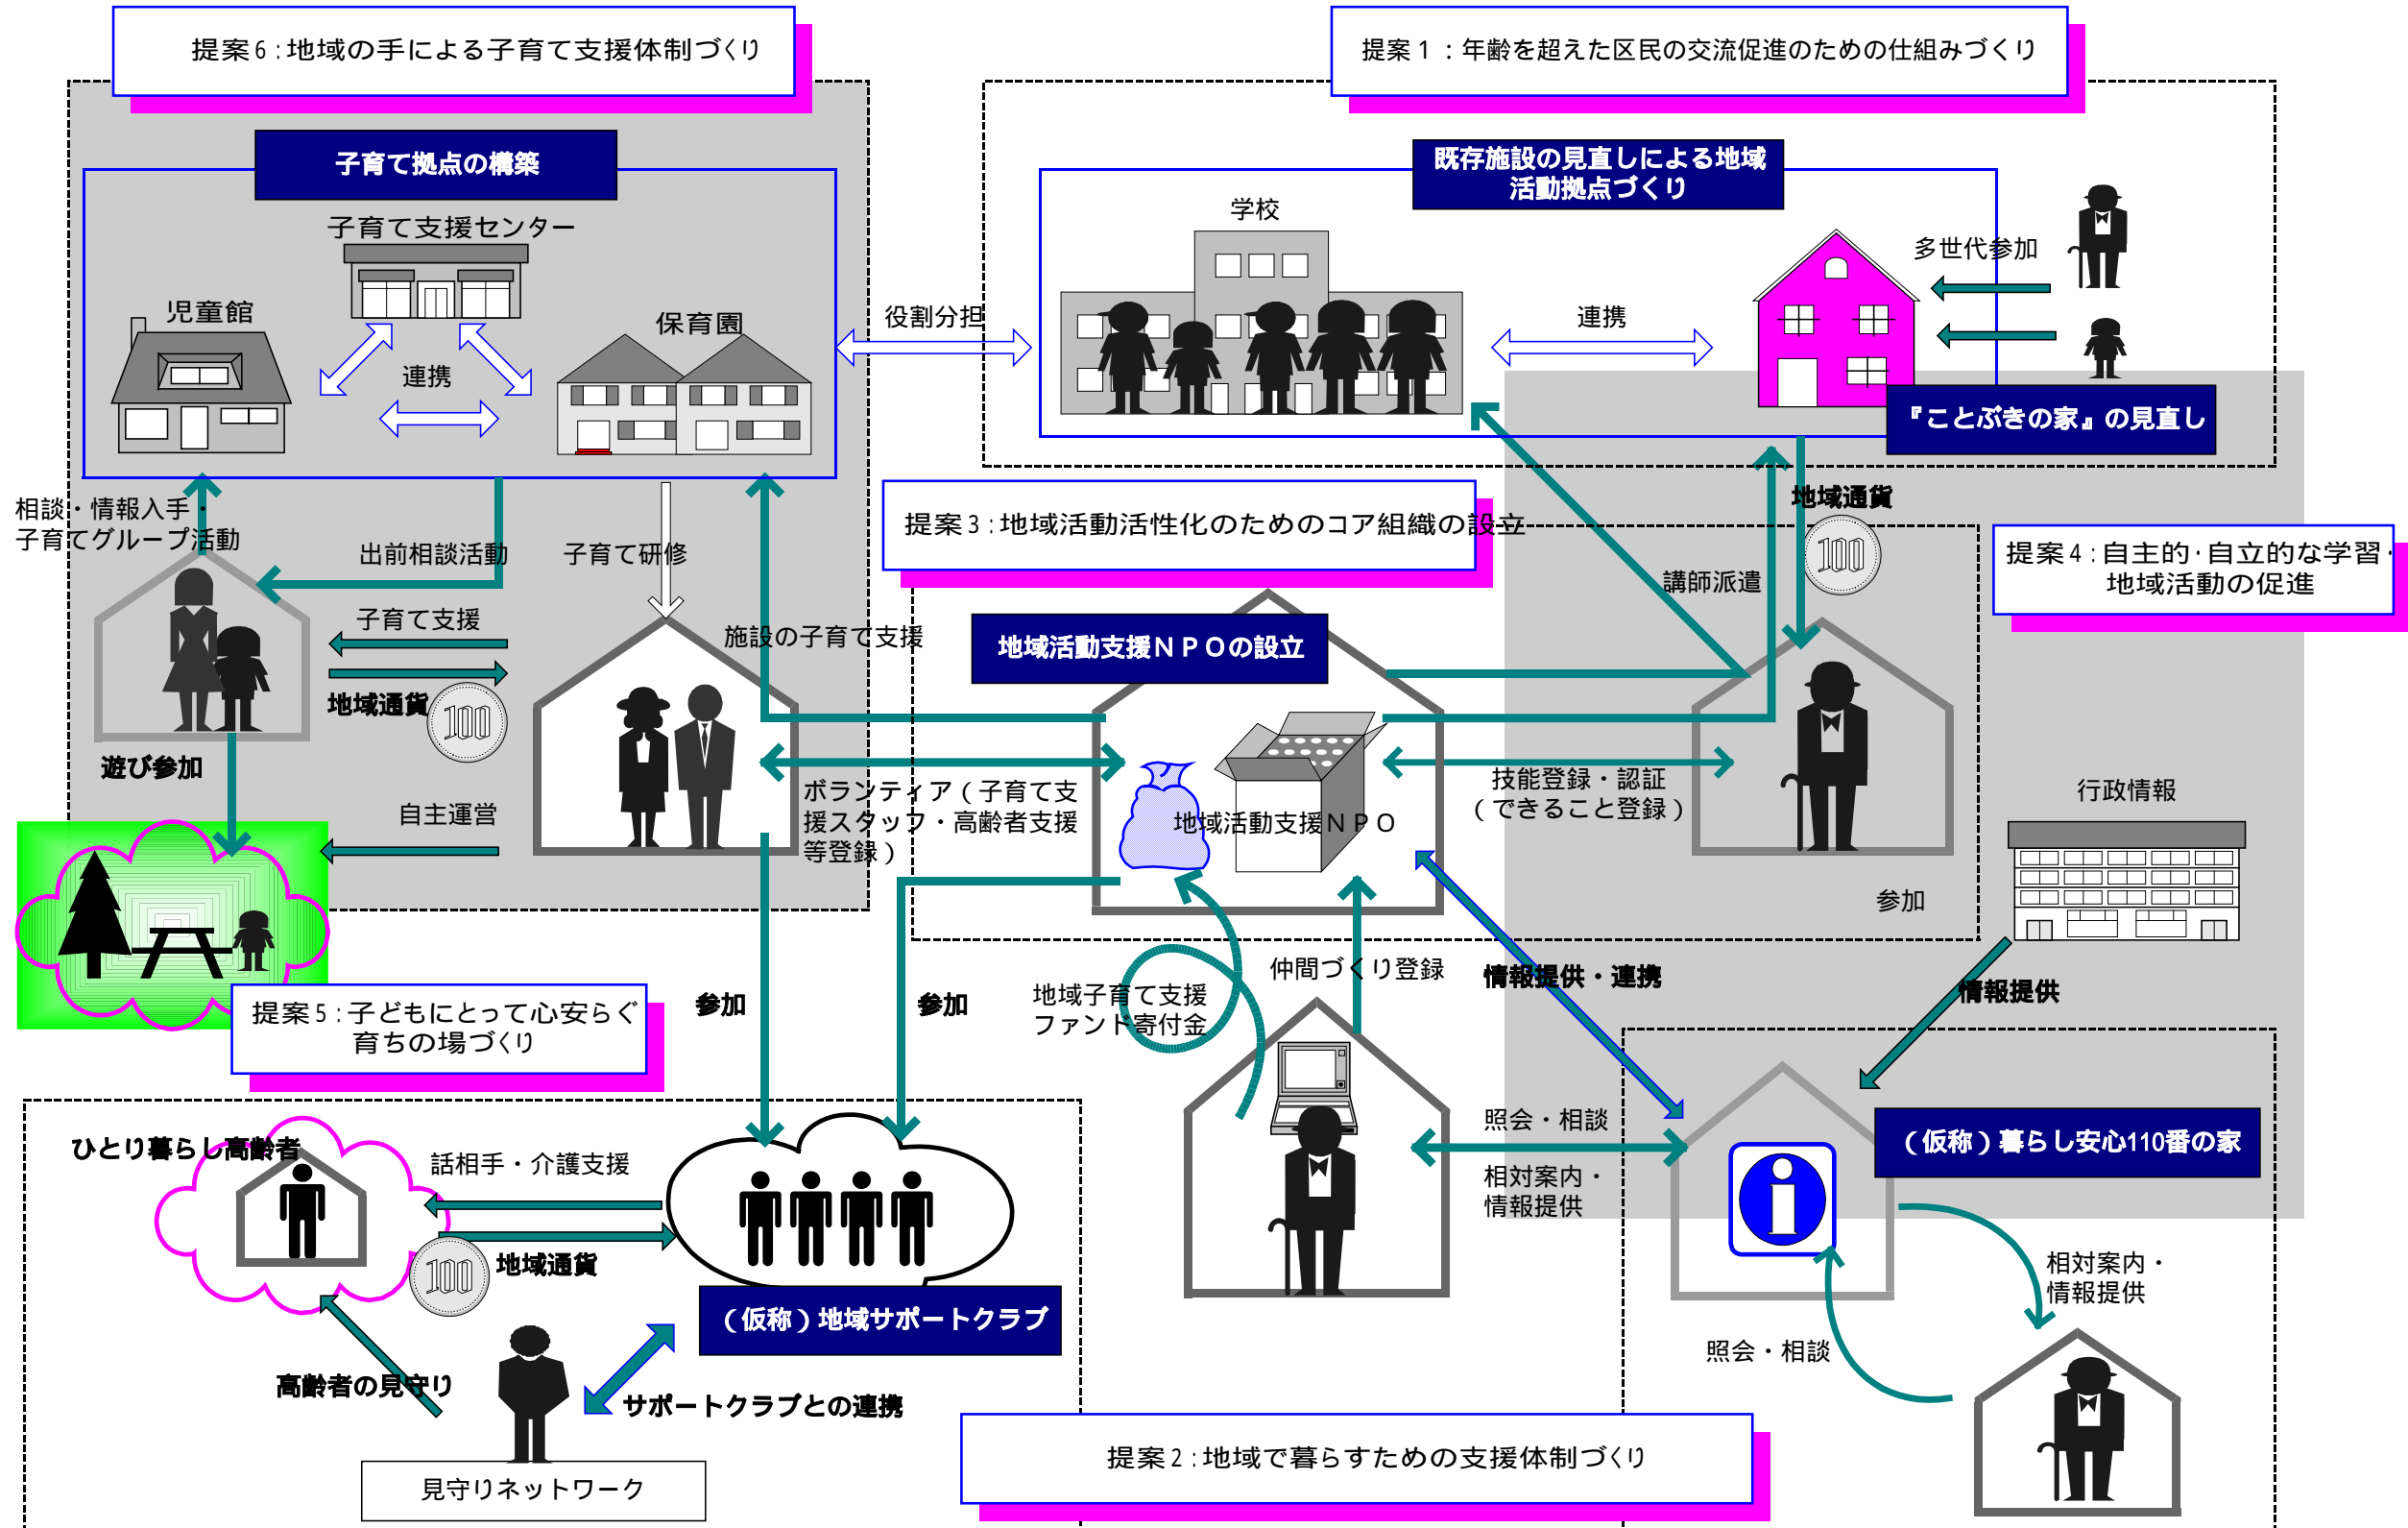 提案6:地域の手による子育て支援体制づくり
提案1：年齢を超えた区民の交流促進のための仕組みづくり
子育て拠点の構築
既存施設の見直しによる地域
活動拠点づくり
子育て支援センター
学校
多世代参加
児童館
保育園
役割分担
連携
連携
『ことぶきの家』の見直し
相談・情報入手・
子育てグループ活動
出前相談活動
子育て研修
提案3:地域活動活性化のためのコア組織の設立
地域通貨
100
提案4:自主的・自立的な学習・
地域活動の促進
講師派遣
子育て支援
施設の子育て支援
地域活動支援ＮＰＯの設立
地域通貨
100
遊び参加
自主運営
ボランティア（子育て支
援スタッフ・高齢者支援
等登録）
地域活動支援ＮＰＯ
技能登録・認証
（できること登録）
行政情報
参加
提案5:子どもにとって心安らぐ
育ちの場づくり
参加
参加
地域子育て支援
ファンド寄付金
仲間づくり登録
情報提供・連携
情報提供
ひとり暮らし高齢者
話相手・介護支援
照会・相談
相対案内・
情報提供
（仮称）暮らし安心110番の家
100
地域通貨
（仮称）地域サポートクラブ
相対案内・
情報提供
照会・相談
高齢者の見守り
サポートクラブとの連携
見守りネットワーク
提案2:地域で暮らすための支援体制づくり